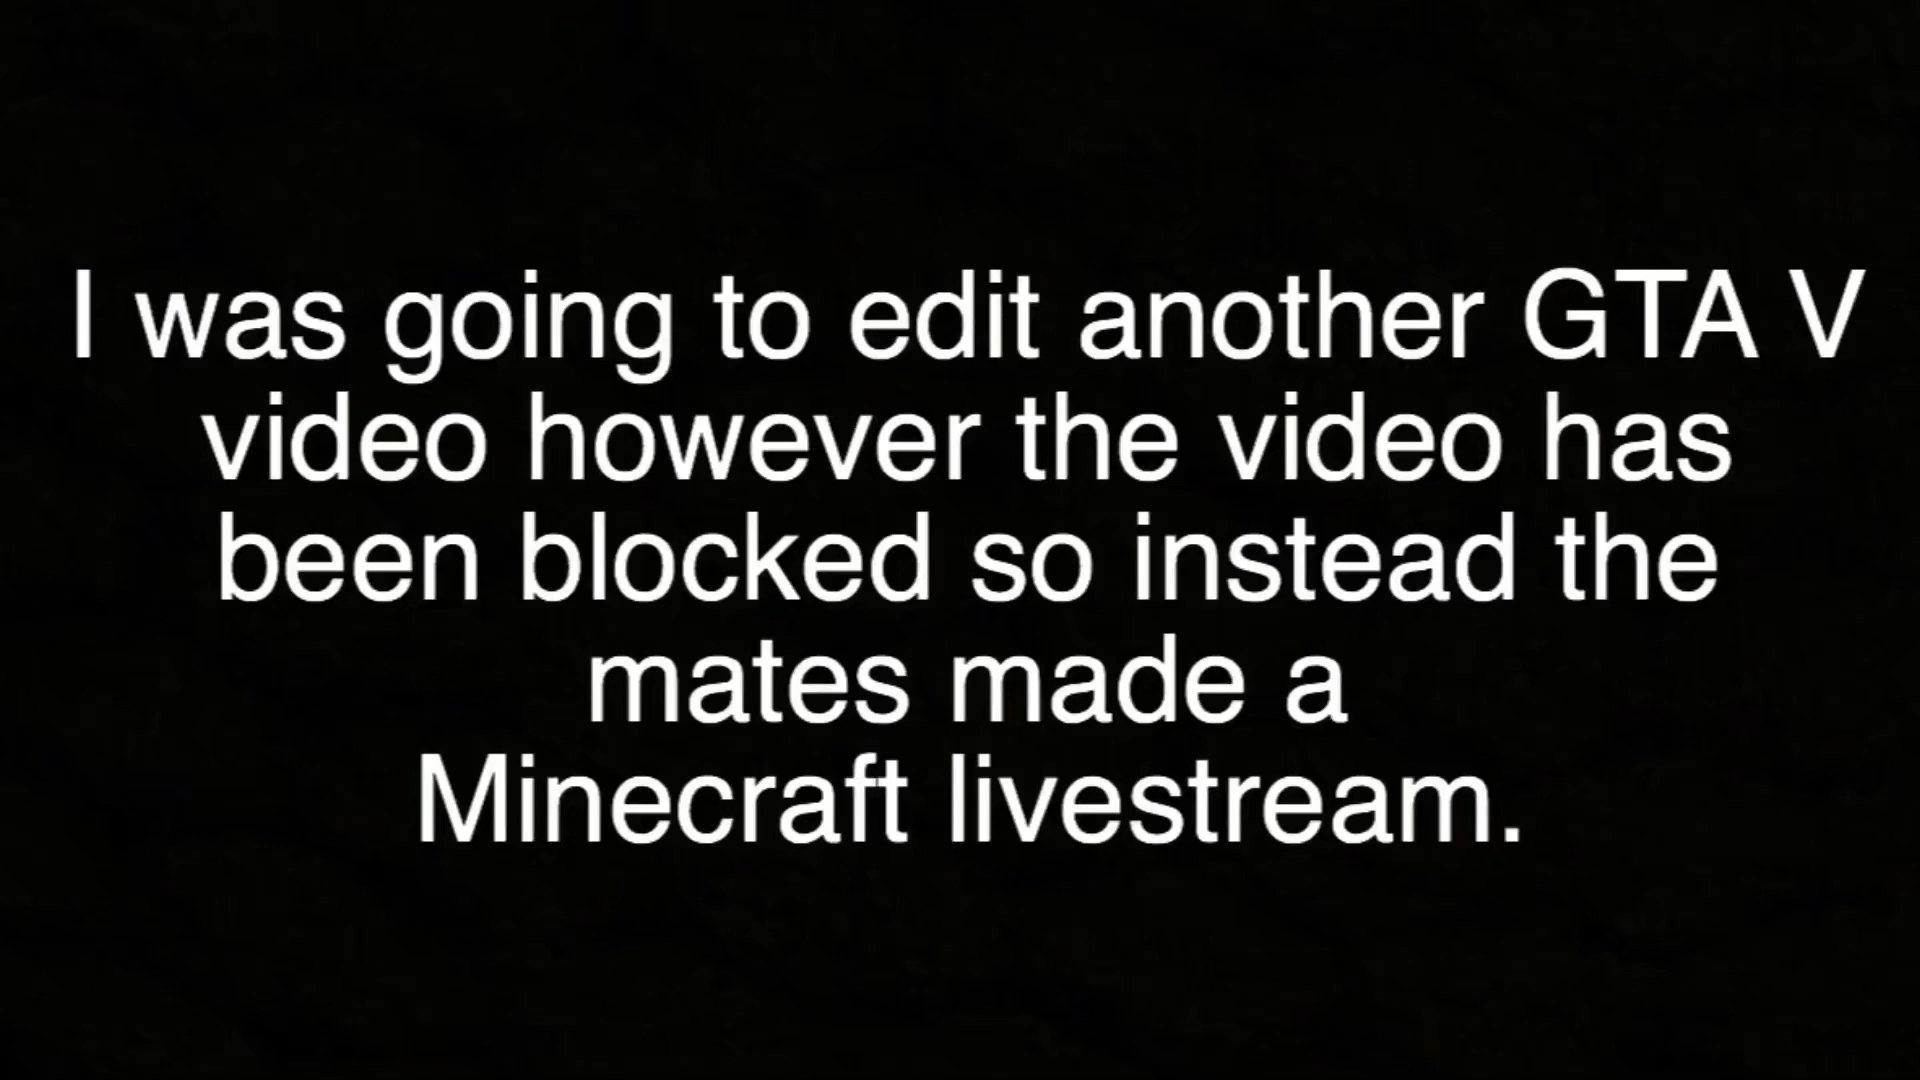 I was going to edit another GTA V
video however the video has
been blocked so instead the
mates made a
Minecraft livestream.